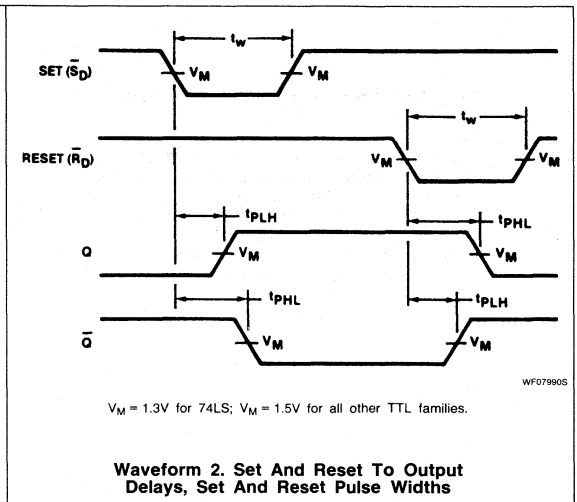 tw
SET (S̅D)
VM
VM
tw
RESET (R̅D)
VM
VM
tPLH
tPHL
Q
VM
VM
tPHL
tPLH
Q̅
VM
VM
WF07990S
VM = 1.3V for 74LS; VM = 1.5V for all other TTL families.
Waveform 2. Set And Reset To Output
Delays, Set And Reset Pulse Widths